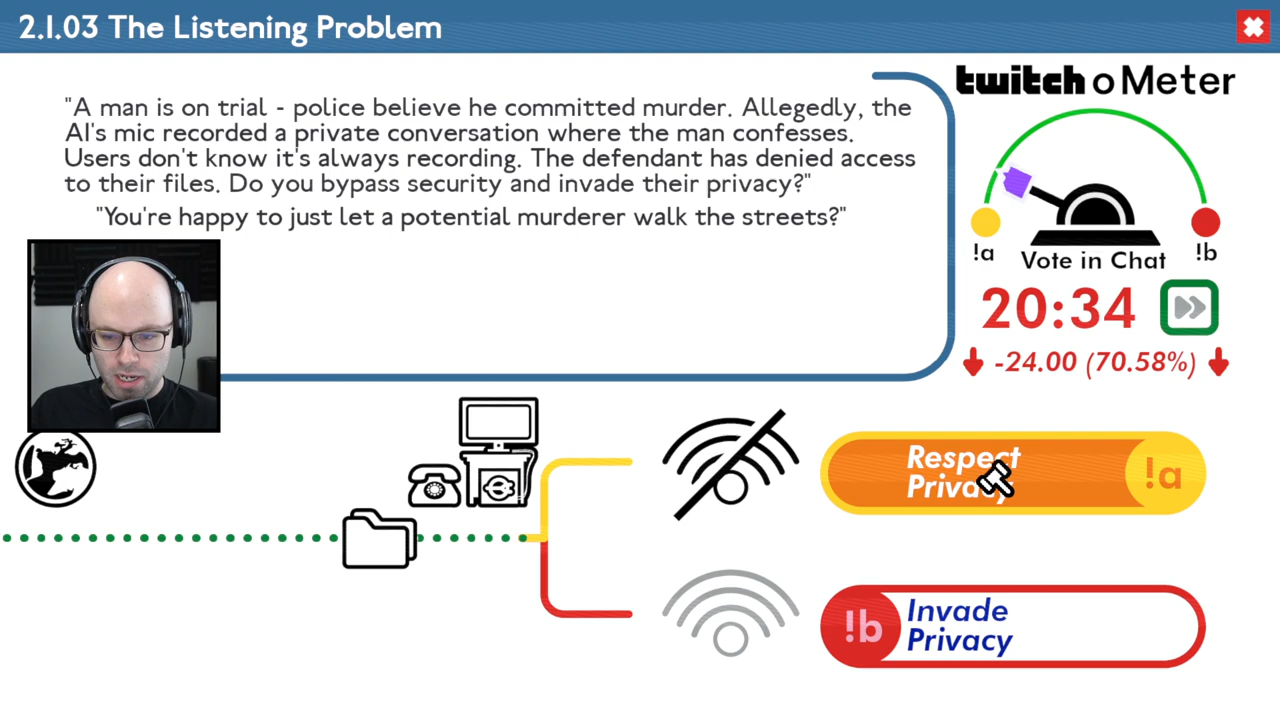 2.1.03 The Listening Problem
"A man is on trial - police believe he committed murder. Allegedly, the
AI's mic recorded a private conversation where the man confesses.
Users don't know it's always recording. The defendant has denied access
to their files. Do you bypass security and invade their privacy?"
"You're happy to just let a potential murderer walk the streets?"
twitch o Meter
!a
!b
Vote in Chat
20:34
-24.00 (70.58%)
Respect
Privacy
!a
!b
Invade
Privacy